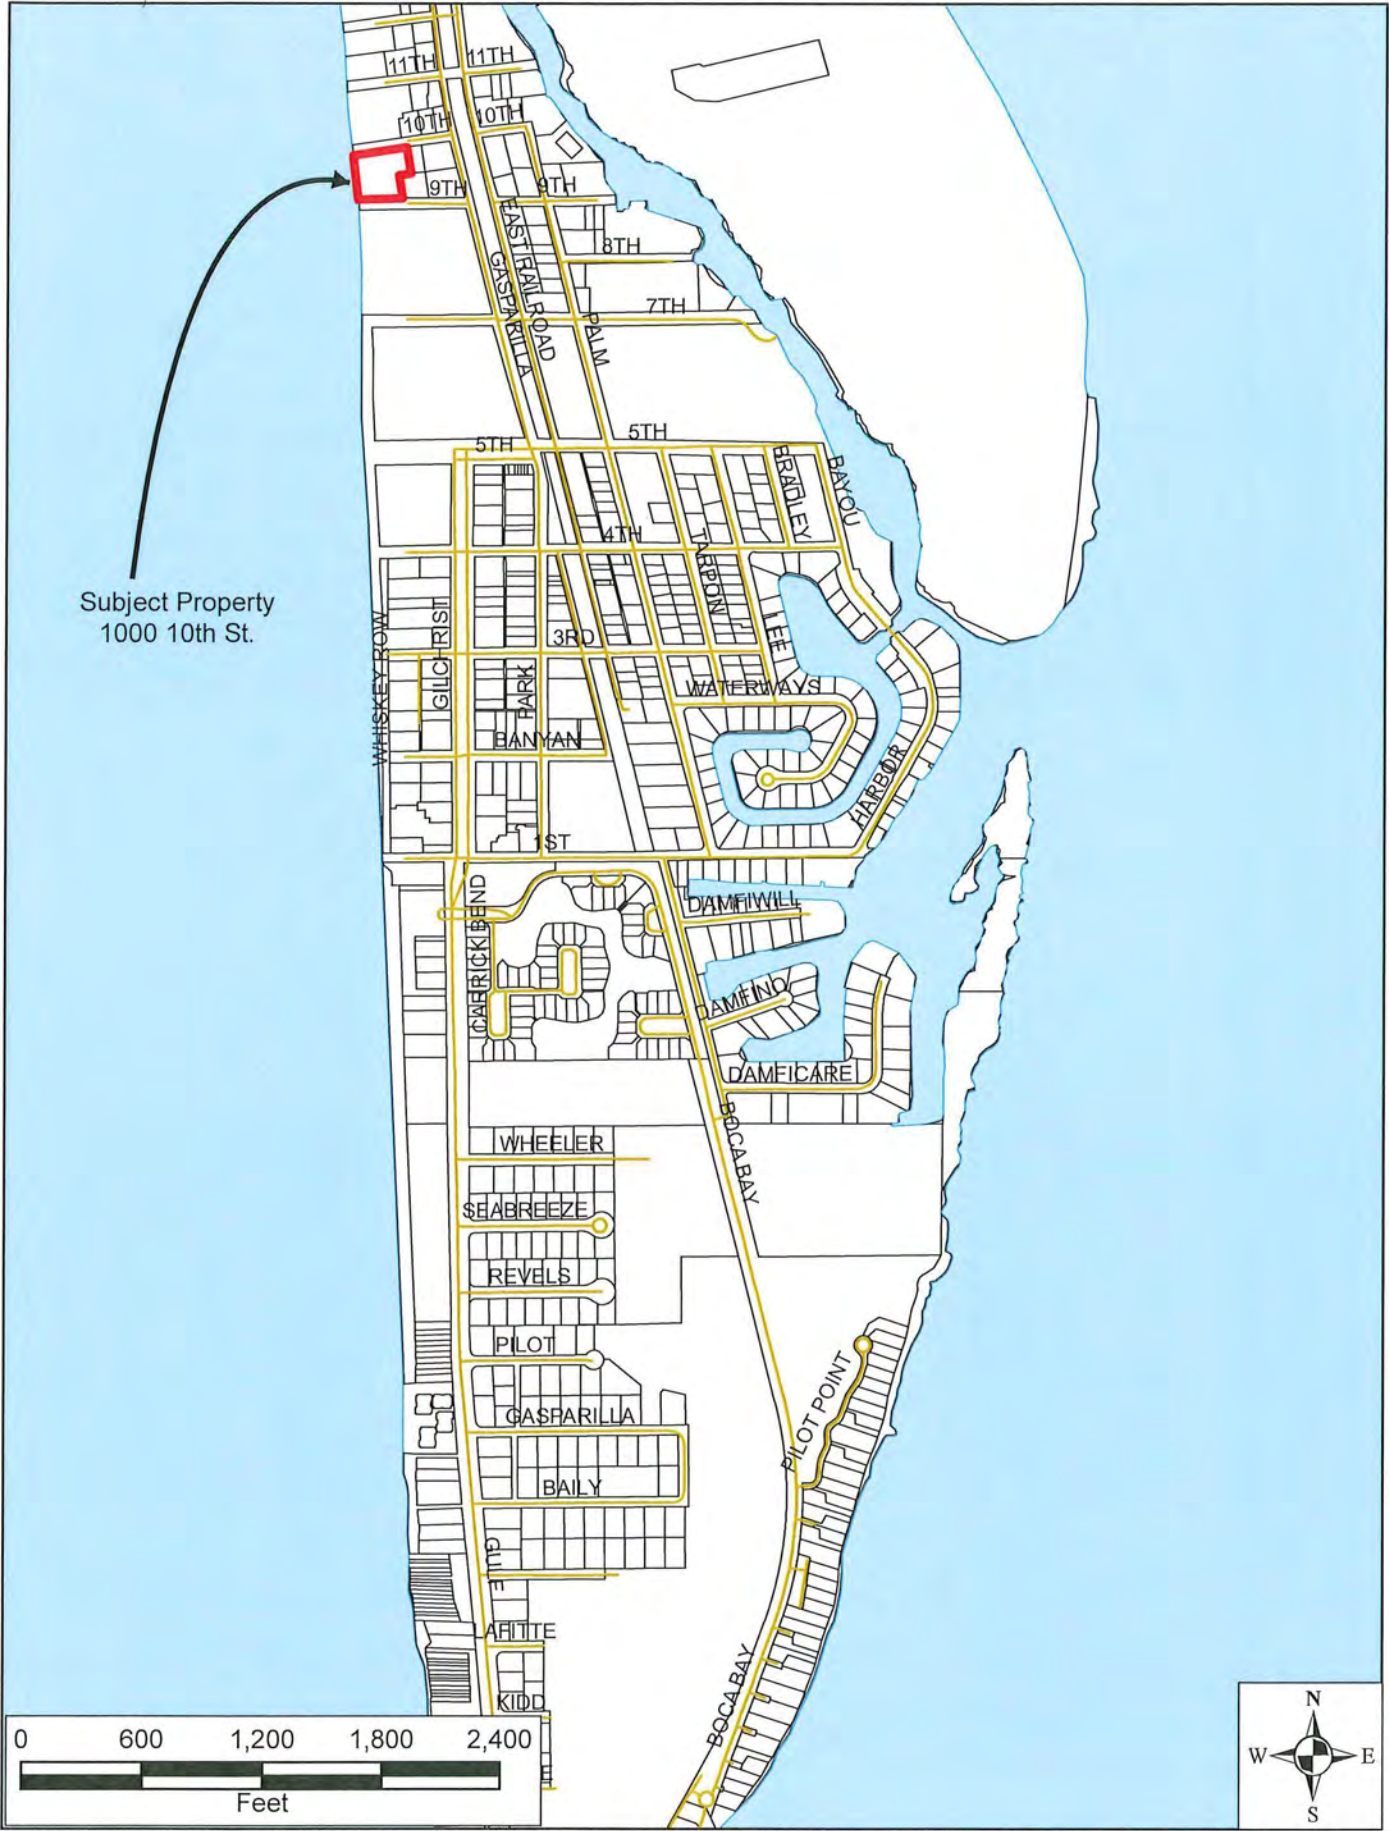 11TH
11TH
10TH
10TH
9TH
9TH
EAST RAILROAD
GASPARILLA
8TH
7TH
PALM
5TH
5TH
BRADLEY
BAYOU
4TH
TARPON
Subject Property
1000 10th St.
WHISKEY ROW
GILCHRIST
3RD
LEE
PARK
WATERWAYS
BANYAN
HARBOR
1ST
CARRICK BEND
DAMFIWILL
DAMFINO
DAMFICARE
BOCA BAY
WHEELER
SEABREEZE
REVELS
PILOT
PILOT POINT
GASPARILLA
BAILY
LAFITTE
BOCA BAY
KIDD
0 600 1,200 1,800 2,400
Feet
E
N
W E
S